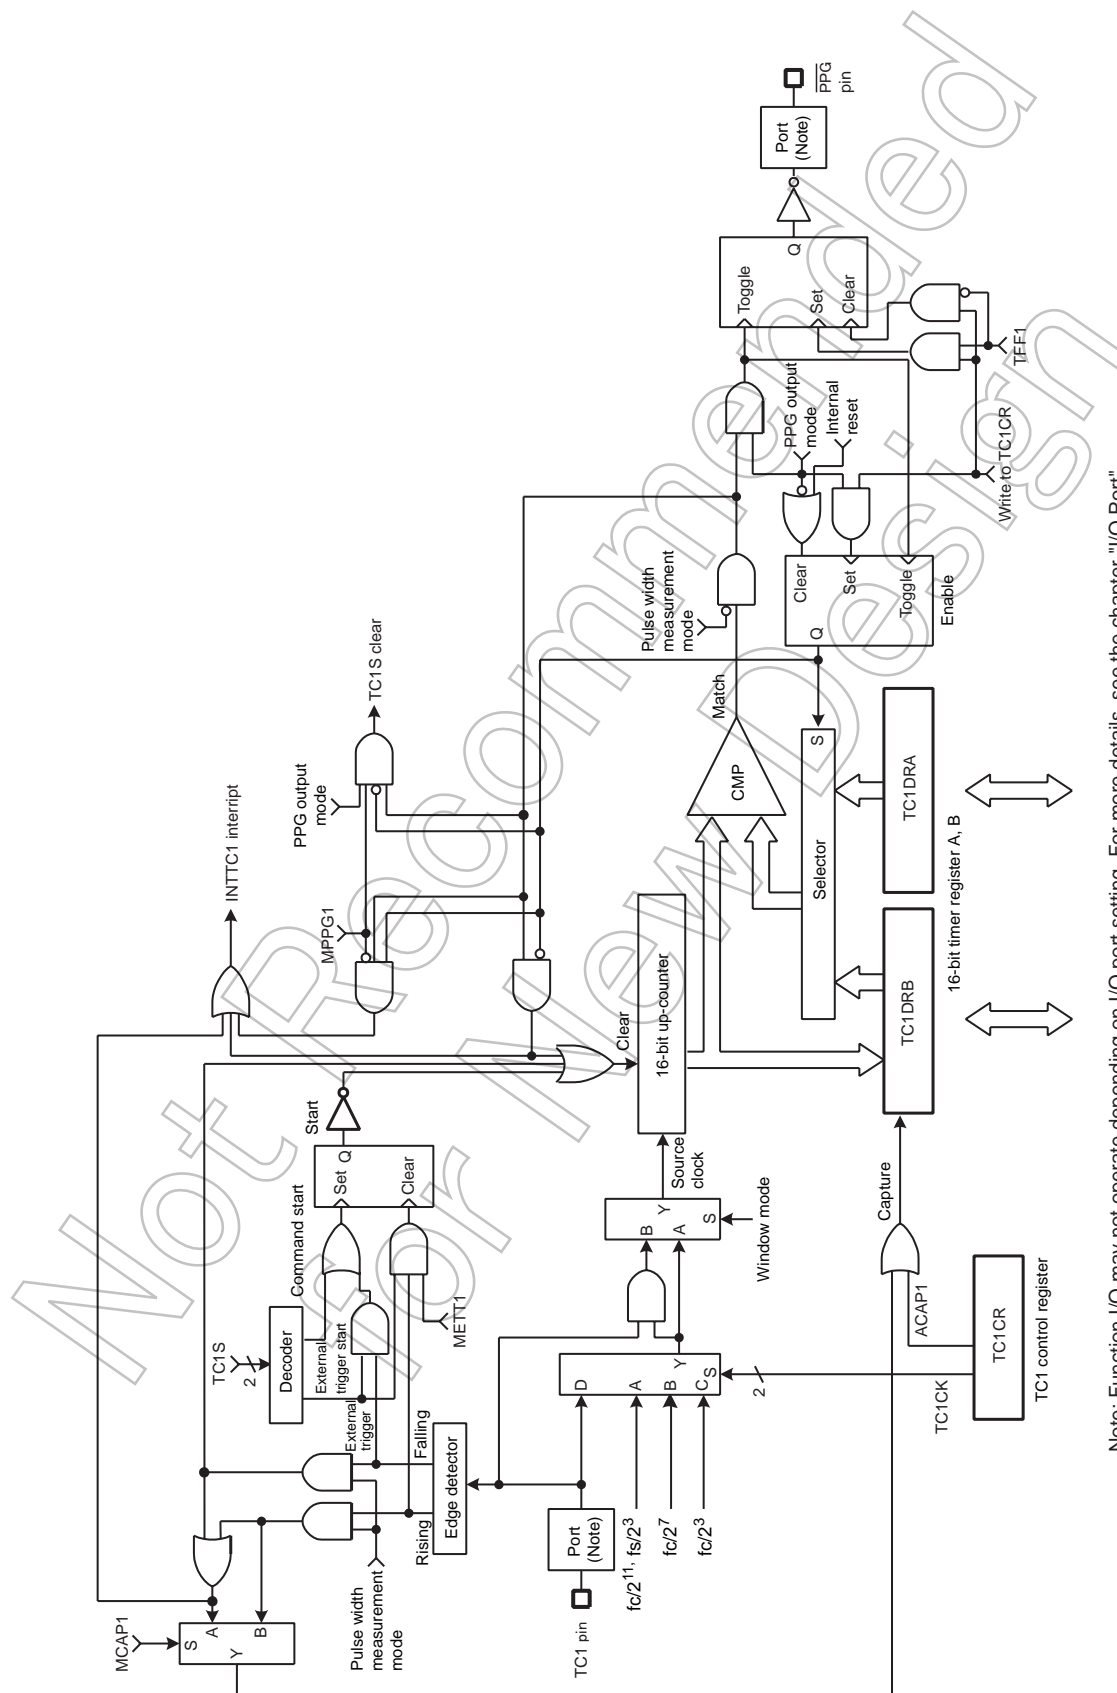 MCAP1
S
A
B
Y
Pulse width
measurement
mode
TC1S
2
Decoder
Command start
External
trigger start
External
trigger
Rising
Falling
Edge detector
METT1
Set
Q
Clear
Start
INTTC1 interript
MPPG1
PPG output
mode
TC1S clear
TC1 pin
Port
(Note)
fc/2¹¹, fs/2³
fc/2⁷
fc/2³
D
A
B
C
S
Y
2
TC1CK
B
A
Y
S
Window mode
Source
clock
Clear
16-bit up-counter
CMP
Match
Pulse width
measurement
mode
Selector
S
Q
Clear
Set
Toggle
Enable
PPG output
mode
Internal
reset
Write to TC1CR
TFF1
Toggle
Set
Clear
Q
Port
(Note)
PPG
pin
TC1CR
TC1 control register
ACAP1
Capture
TC1DRB
TC1DRA
16-bit timer register A, B
Note: Function I/O may not operate depending on I/O port setting. For more details, see the chapter "I/O Port".
Not Recommended
for New Design